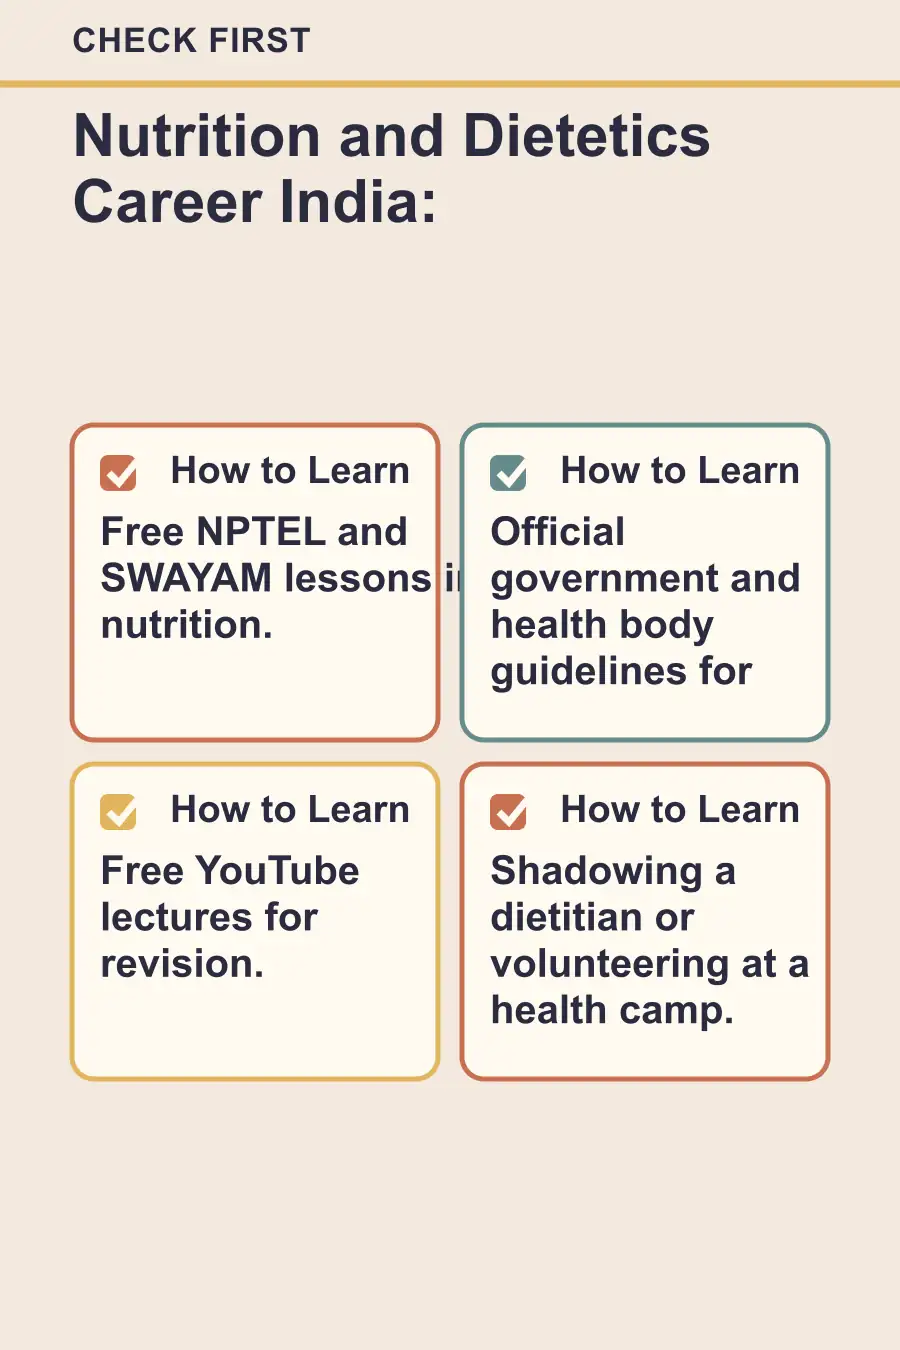 CHECK FIRST
Nutrition and Dietetics
Career India:
How to Learn
Free NPTEL and
SWAYAM lessons
nutrition.
How to Learn
Official
government and
health body
guidelines for
How to Learn
Free YouTube
lectures for
revision.
How to Learn
Shadowing a
dietitian or
volunteering at a
health camp.